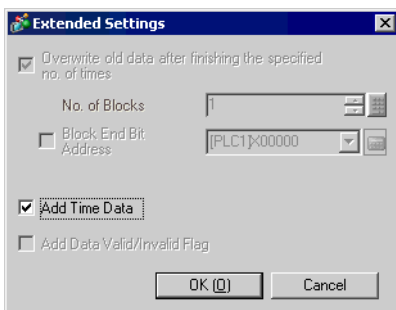 Extended Settings
Overwrite old data after finishing the specified
no. of times
No. of Blocks
1
Block End Bit
Address
[PLC1]X00000
Add Time Data
Add Data Valid/Invalid Flag
OK (O)
Cancel